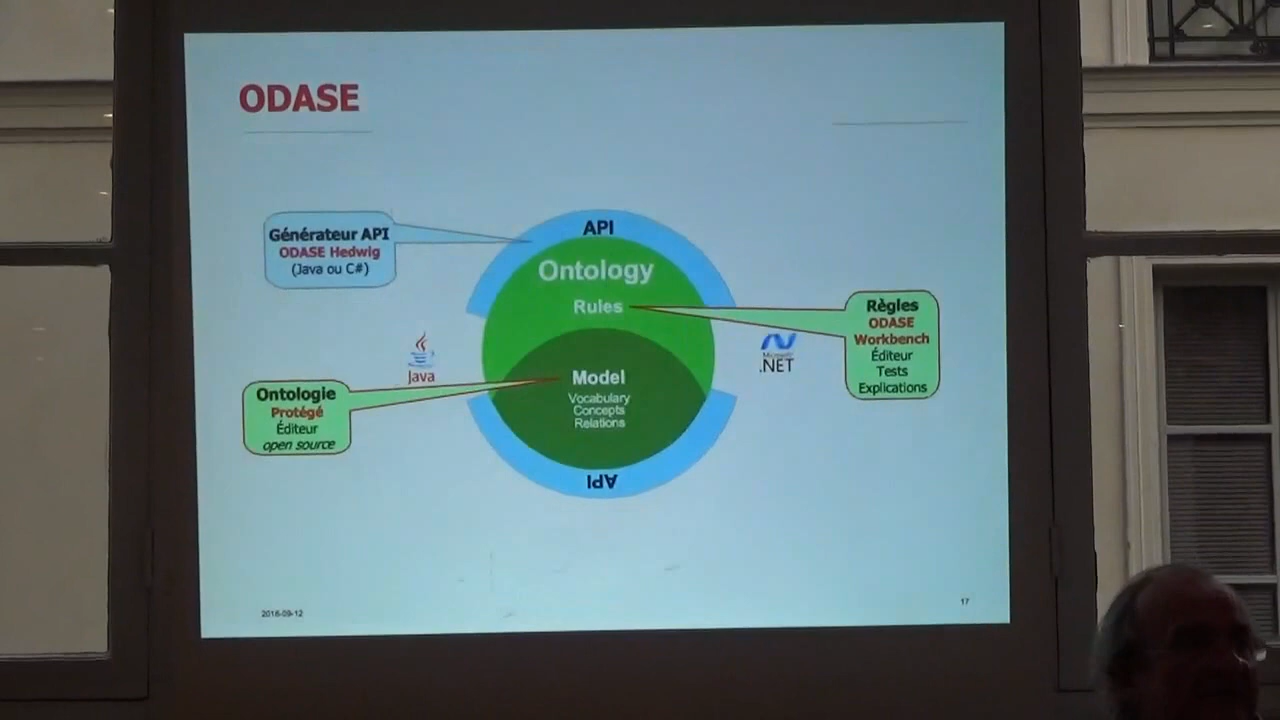 ODASE
Générateur API
ODASE Hedwig
(Java ou C#)
API
Ontology
Rules
Règles
ODASE
Workbench
Éditeur
Tests
Explications
Java
Microsoft
.NET
Ontologie
Protégé
Éditeur
open source
Model
Vocabulary
Concepts
Relations
API
2016-09-12
17